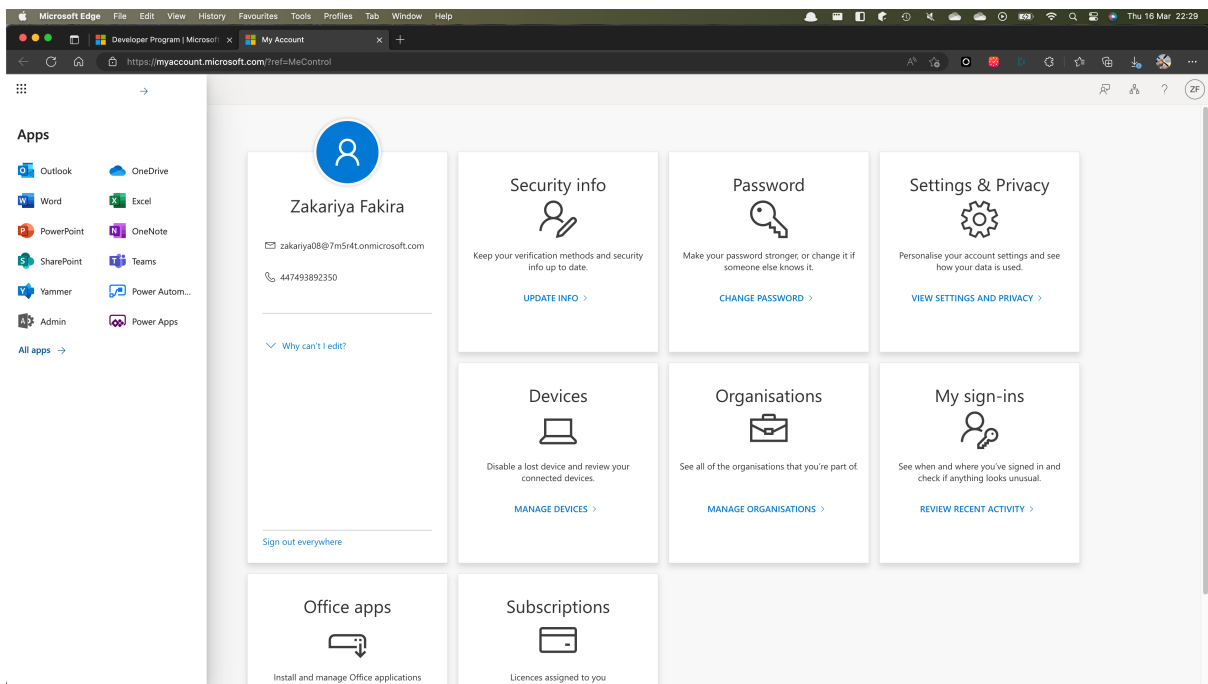 Microsoft Edge File Edit View History Favourites Tools Profiles Tab Window Help
Thu 16 Mar 22:29
Developer Program | Microsoft
My Account
https://myaccount.microsoft.com/?ref=MeControl
ZF
Apps
Outlook
OneDrive
Word
Excel
PowerPoint
OneNote
SharePoint
Teams
Yammer
Power Autom...
Admin
Power Apps
All apps
Zakariya Fakira
zakariya08@7m5r4t.onmicrosoft.com
447493892350
Why can't I edit?
Sign out everywhere
Security info
Keep your verification methods and security
info up to date.
UPDATE INFO
Password
Make your password stronger, or change it if
someone else knows it.
CHANGE PASSWORD
Settings & Privacy
Personalise your account settings and see
how your data is used.
VIEW SETTINGS AND PRIVACY
Devices
Disable a lost device and review your
connected devices.
MANAGE DEVICES
Organisations
See all of the organisations that you're part of.
MANAGE ORGANISATIONS
My sign-ins
See when and where you've signed in and
check if anything looks unusual.
REVIEW RECENT ACTIVITY
Office apps
Install and manage Office applications
Subscriptions
Licences assigned to you